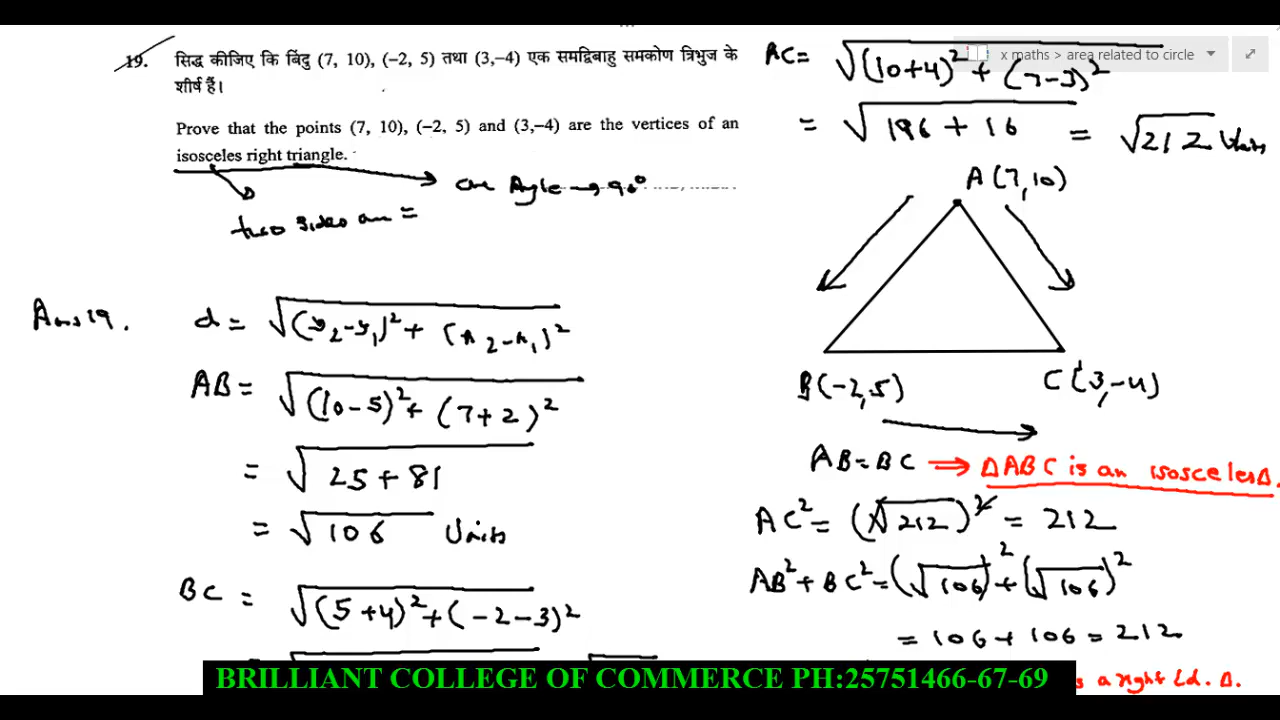 19. सिद्ध कीजिए कि बिंदु (7, 10), (−2, 5) तथा (3,−4) एक समद्विबाहु समकोण त्रिभुज के
शीर्ष हैं।
Prove that the points (7, 10), (−2, 5) and (3,−4) are the vertices of an
isosceles right triangle.
one Angle → 90°
two sides are =
Ans 19. d = √(y₂-y₁)² + (x₂-x₁)²
AB = √(10-5)² + (7+2)²
= √25 + 81
= √106 Units
BC = √(5+4)² + (-2-3)²
x maths > area related to circle
AC = √(10+4)² + (7-3)²
= √196 + 16 = √212 Units
A (7,10)
B(-2,5) C(3,-4)
AB = BC ⇒ ΔABC is an isosceles Δ.
AC² = (√212)² = 212
AB² + BC² = (√106)² + (√106)²
= 106 + 106 = 212
a right ∠d. Δ.
BRILLIANT COLLEGE OF COMMERCE PH:25751466-67-69